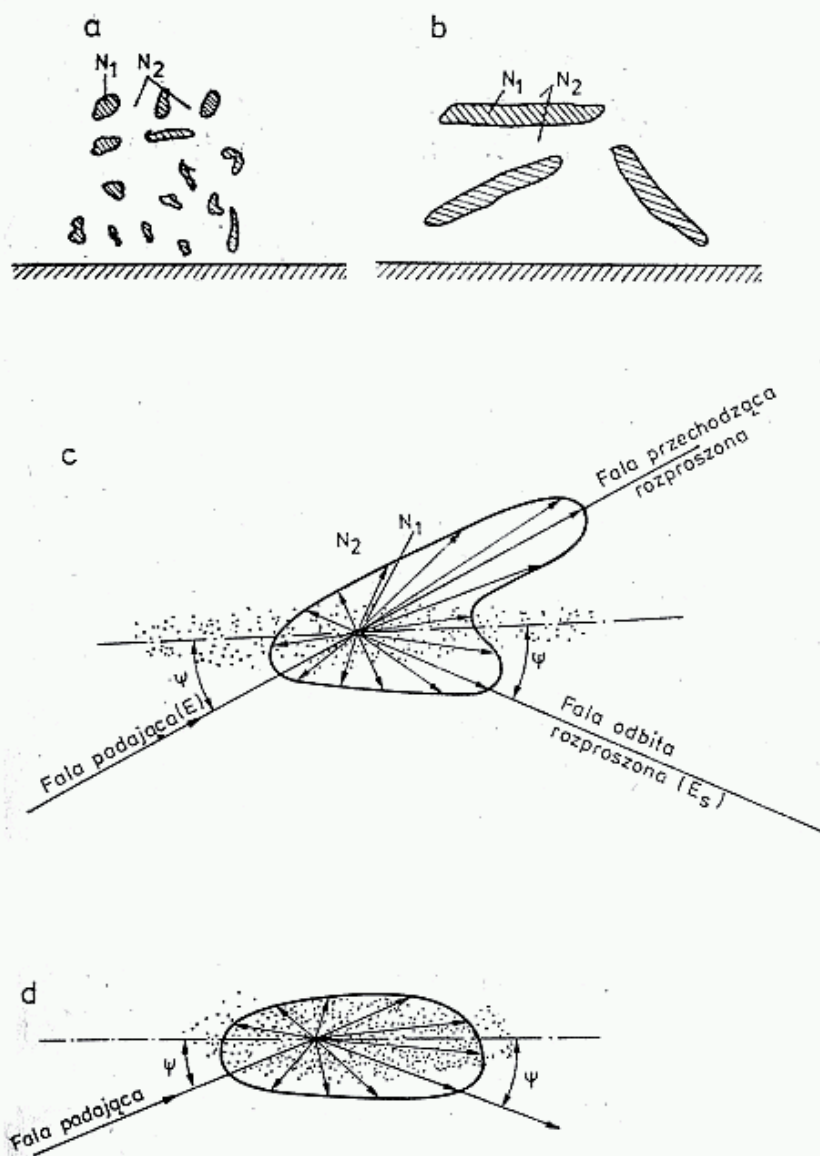 a
N₁ N₂
b
N₁ N₂
c
Fala przechodząca
rozproszona
N₂ N₁
ψ
ψ
Fala padająca (E)
Fala odbita
rozproszona (Eₛ)
d
ψ
ψ
Fala padająca